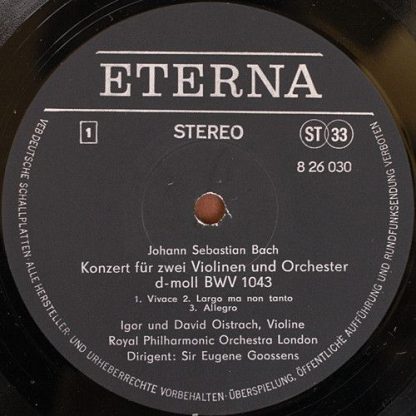 ETERNA
1
STEREO
ST 33
8 26 030
Johann Sebastian Bach
Konzert für zwei Violinen und Orchester
d-moll BWV 1043
1. Vivace 2. Largo ma non tanto
3. Allegro
Igor und David Oistrach, Violine
Royal Philharmonic Orchestra London
Dirigent: Sir Eugene Goossens
VEB DEUTSCHE SCHALLPLATTEN ALLE HERSTELLER- UND URHEBERRECHTE VORBEHALTEN · ÜBERSPIELUNG, ÖFFENTLICHE AUFFÜHRUNG UND RUNDFUNKSENDUNG VERBOTEN